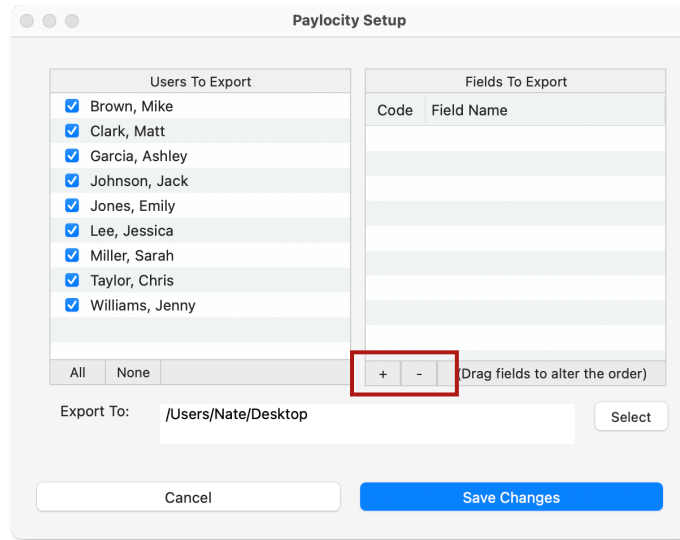 Paylocity Setup
Users To Export
Brown, Mike
Clark, Matt
Garcia, Ashley
Johnson, Jack
Jones, Emily
Lee, Jessica
Miller, Sarah
Taylor, Chris
Williams, Jenny
All None
Fields To Export
Code Field Name
+ - (Drag fields to alter the order)
Export To: /Users/Nate/Desktop Select
Cancel Save Changes